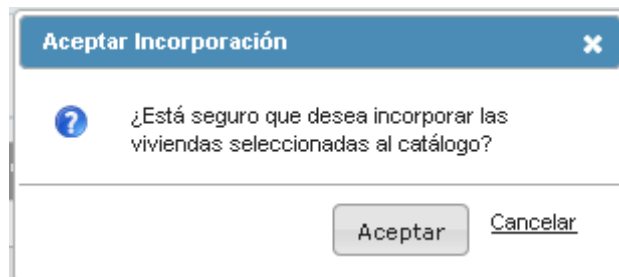 Aceptar Incorporación
¿Está seguro que desea incorporar las
viviendas seleccionadas al catálogo?
Aceptar
Cancelar